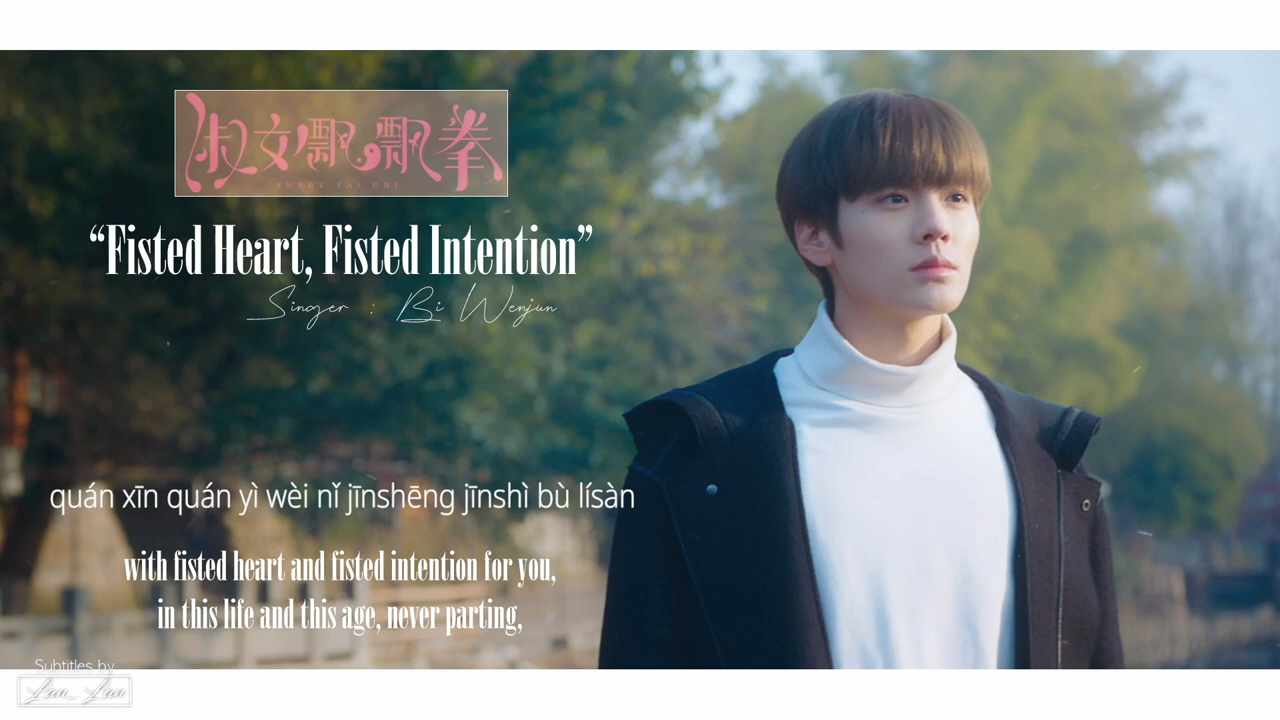 淑女飘飘拳
SWEET TAI CHI
“Fisted Heart, Fisted Intention”
Singer : Bi Wenjun
quán xīn quán yì wèi nǐ jīnshēng jīnshì bù lísàn
with fisted heart and fisted intention for you,
in this life and this age, never parting,
Subtitles by
Lan_Lan